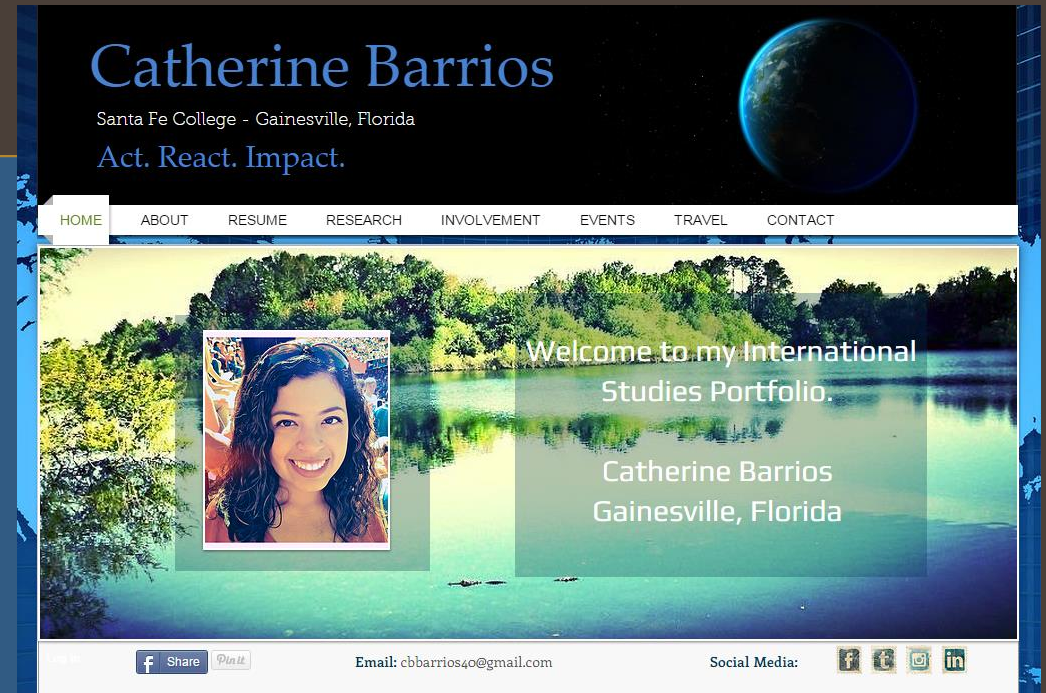 Catherine Barrios
Santa Fe College - Gainesville, Florida
Act. React. Impact.
HOME ABOUT RESUME RESEARCH INVOLVEMENT EVENTS TRAVEL CONTACT
Welcome to my International
Studies Portfolio.
Catherine Barrios
Gainesville, Florida
f Share Pin it Email: cbbarrios40@gmail.com Social Media: f t in